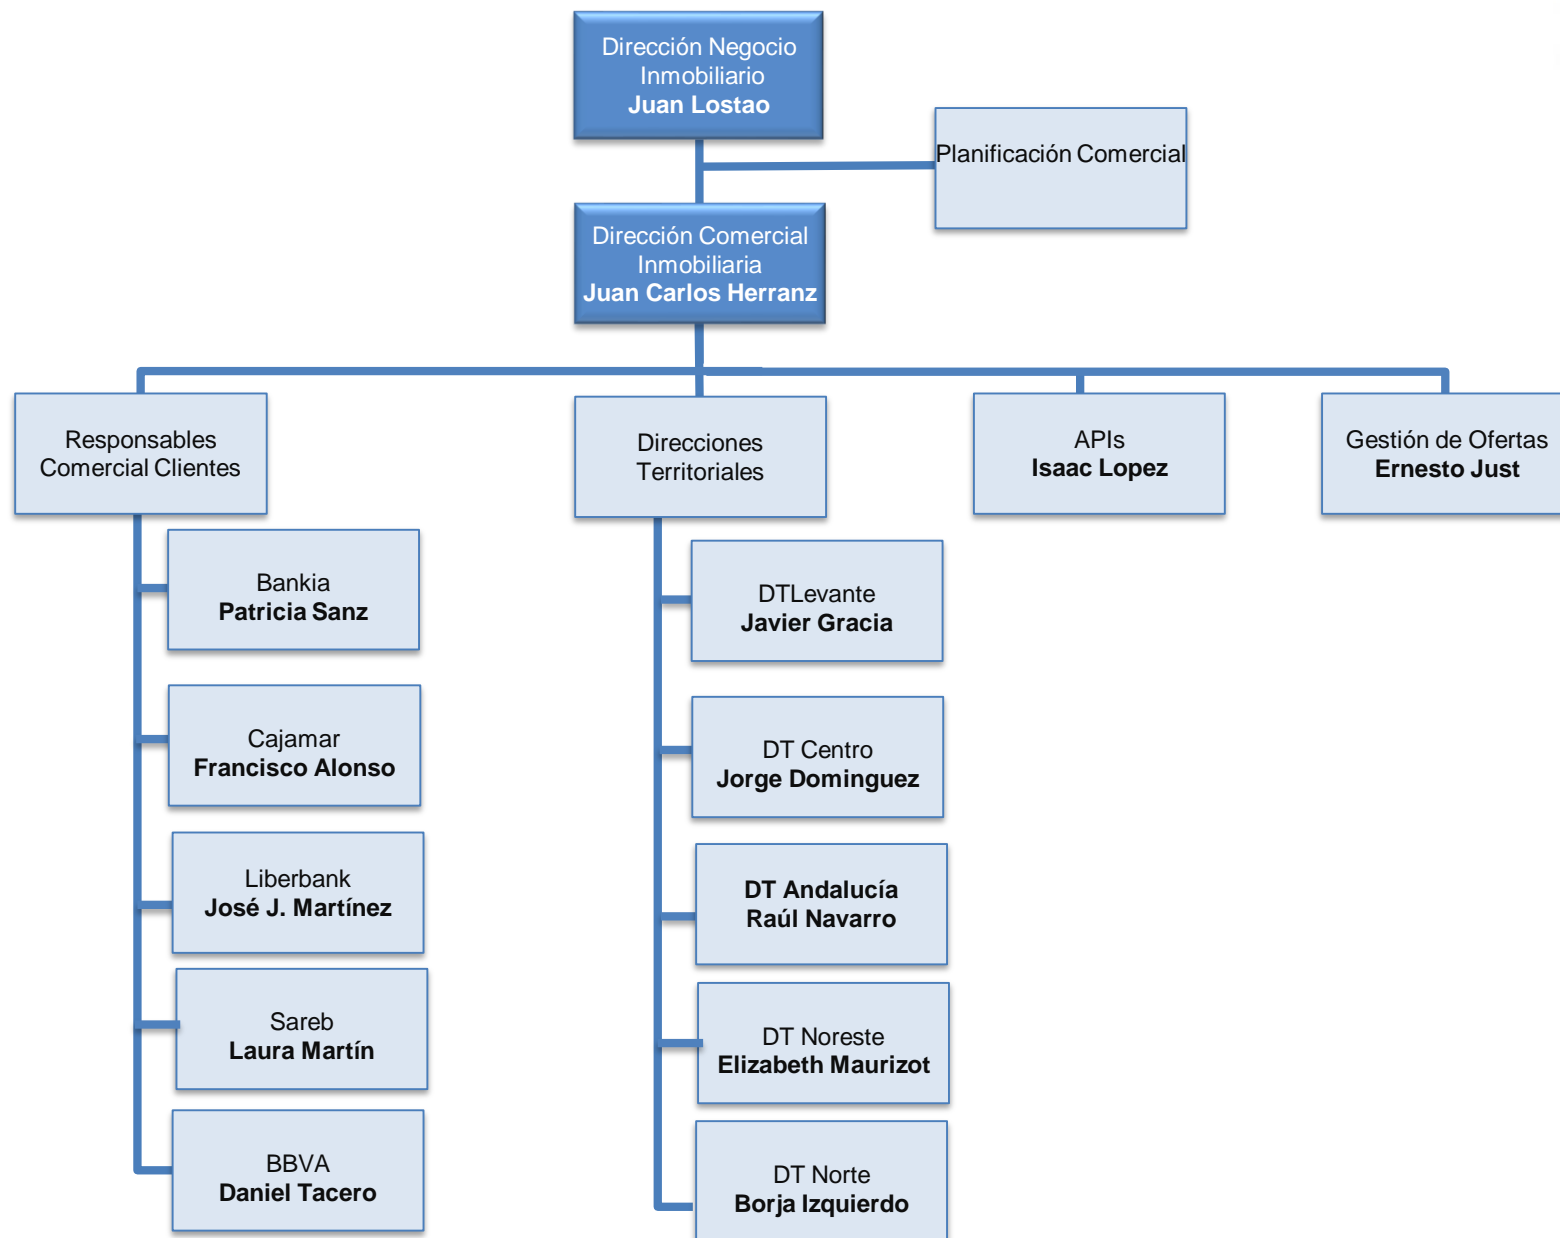 Dirección Negocio
Inmobiliario
Juan Lostao
Planificación Comercial
Dirección Comercial
Inmobiliaria
Juan Carlos Herranz
Responsables
Comercial Clientes
Direcciones
Territoriales
APIs
Isaac Lopez
Gestión de Ofertas
Ernesto Just
Bankia
Patricia Sanz
Cajamar
Francisco Alonso
Liberbank
José J. Martínez
Sareb
Laura Martín
BBVA
Daniel Tacero
DTLevante
Javier Gracia
DT Centro
Jorge Dominguez
DT Andalucía
Raúl Navarro
DT Noreste
Elizabeth Maurizot
DT Norte
Borja Izquierdo